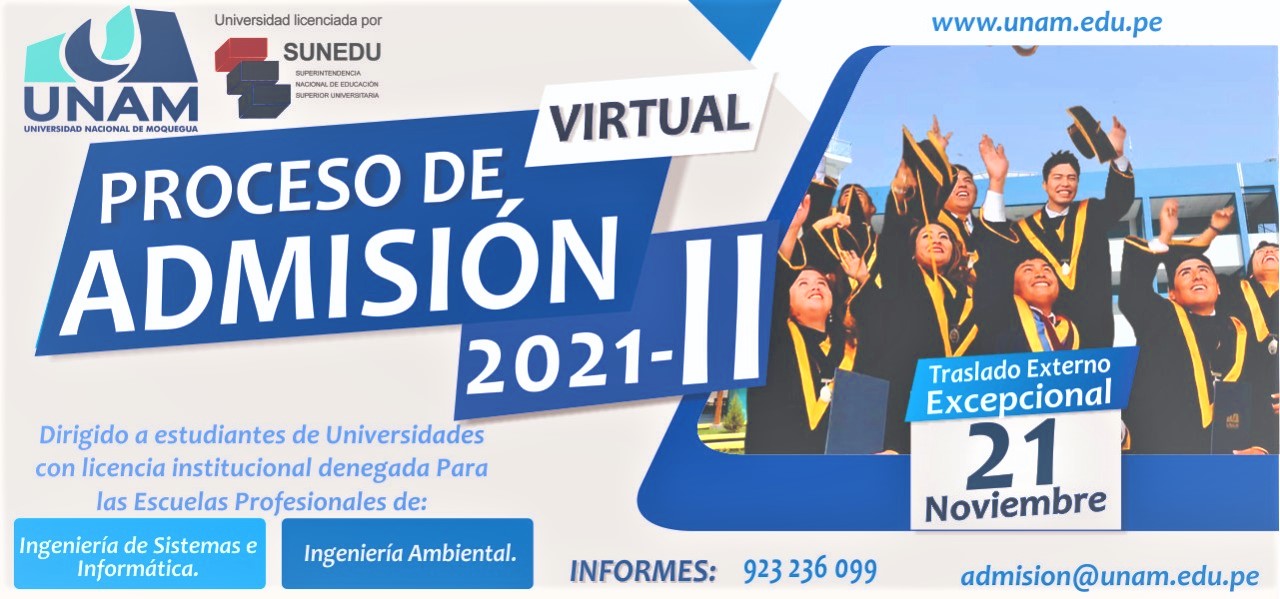 UNAM
UNIVERSIDAD NACIONAL DE MOQUEGUA
Universidad licenciada por
SUNEDU
SUPERINTENDENCIA
NACIONAL DE EDUCACIÓN
SUPERIOR UNIVERSITARIA
www.unam.edu.pe
VIRTUAL
PROCESO DE
ADMISIÓN
2021-II
Traslado Externo
Excepcional
21
Noviembre
Dirigido a estudiantes de Universidades
con licencia institucional denegada Para
las Escuelas Profesionales de:
Ingeniería de Sistemas e
Informática.
Ingeniería Ambiental.
INFORMES: 923 236 099
admision@unam.edu.pe